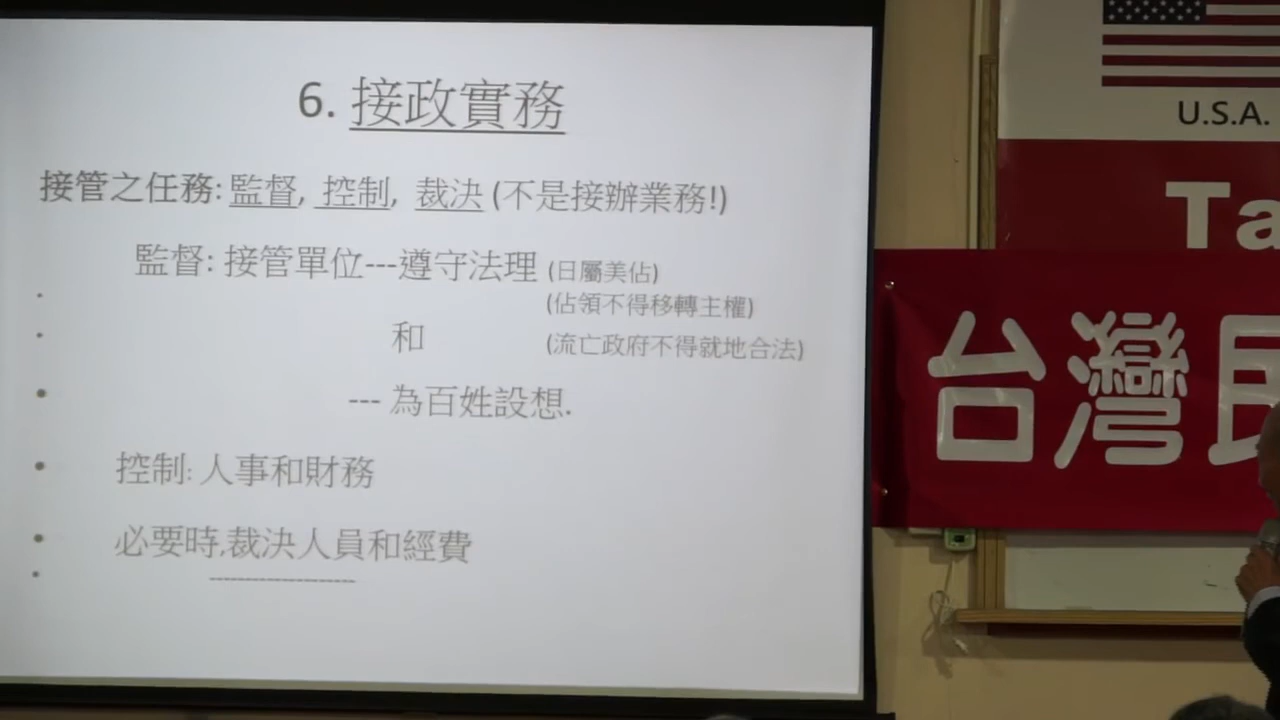 6. 接政實務
接管之任務: 監督, 控制, 裁決 (不是接辦業務!)
監督: 接管單位---遵守法理 (日屬美佔)
(佔領不得移轉主權)
和 (流亡政府不得就地合法)
--- 為百姓設想.
控制: 人事和財務
必要時,裁決人員和經費
--------------------
U.S.A.
Ta
台灣民